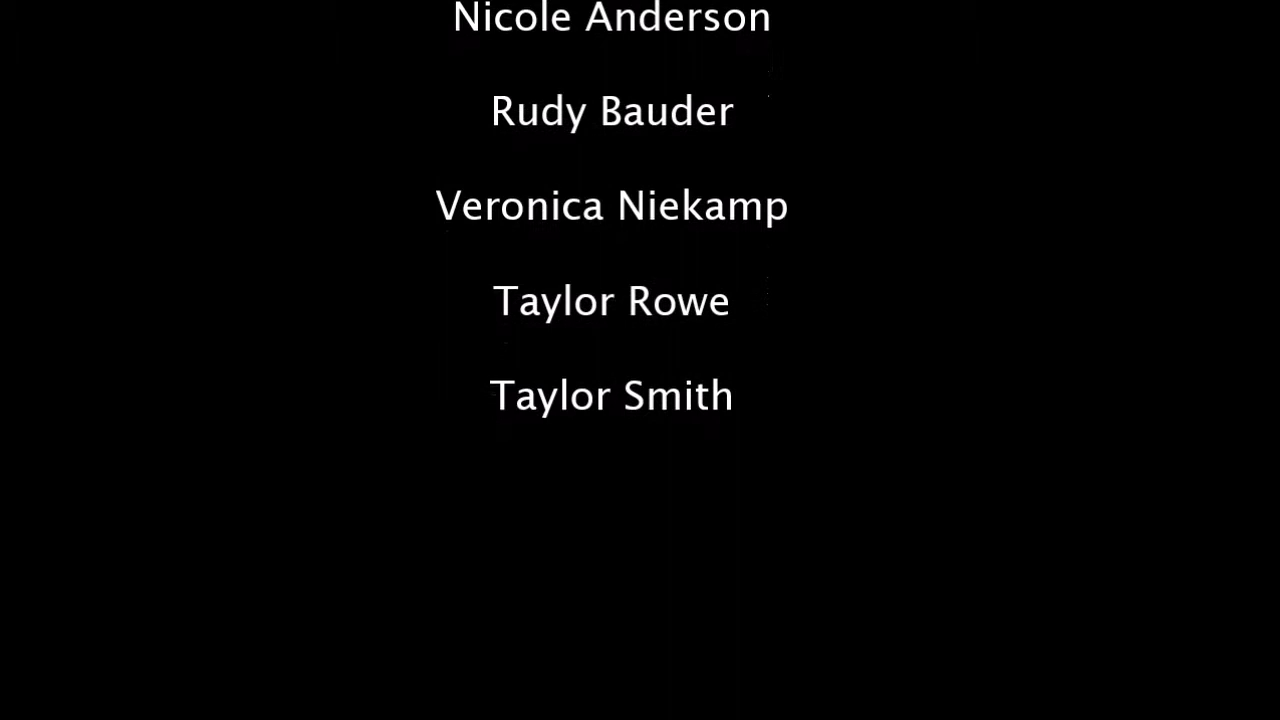 Nicole Anderson
Rudy Bauder
Veronica Niekamp
Taylor Rowe
Taylor Smith